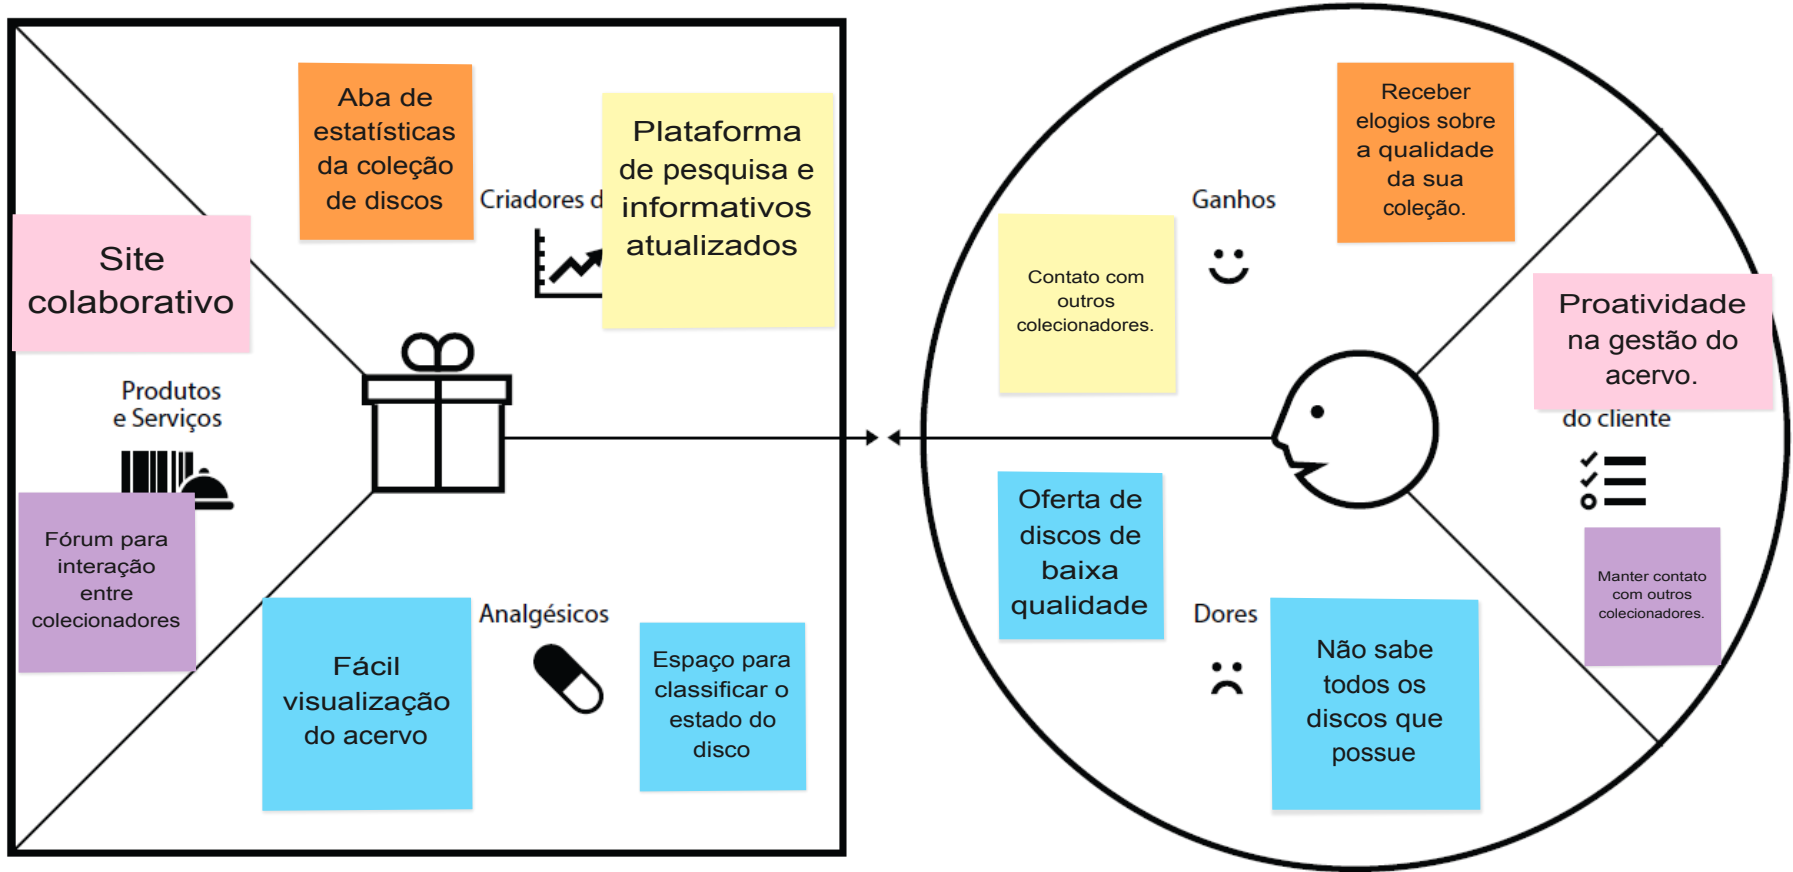 Aba de
estatísticas
da coleção
de discos
Criadores d
Plataforma
de pesquisa e
informativos
atualizados
Site
colaborativo
Produtos
e Serviços
Fórum para
interação
entre
colecionadores
Fácil
visualização
do acervo
Analgésicos
Espaço para
classificar o
estado do
disco
Receber
elogios sobre
a qualidade
da sua
coleção.
Ganhos
Contato com
outros
colecionadores.
Proatividade
na gestão do
acervo.
do cliente
Oferta de
discos de
baixa
qualidade
Dores
Não sabe
todos os
discos que
possue
Manter contato
com outros
colecionadores.